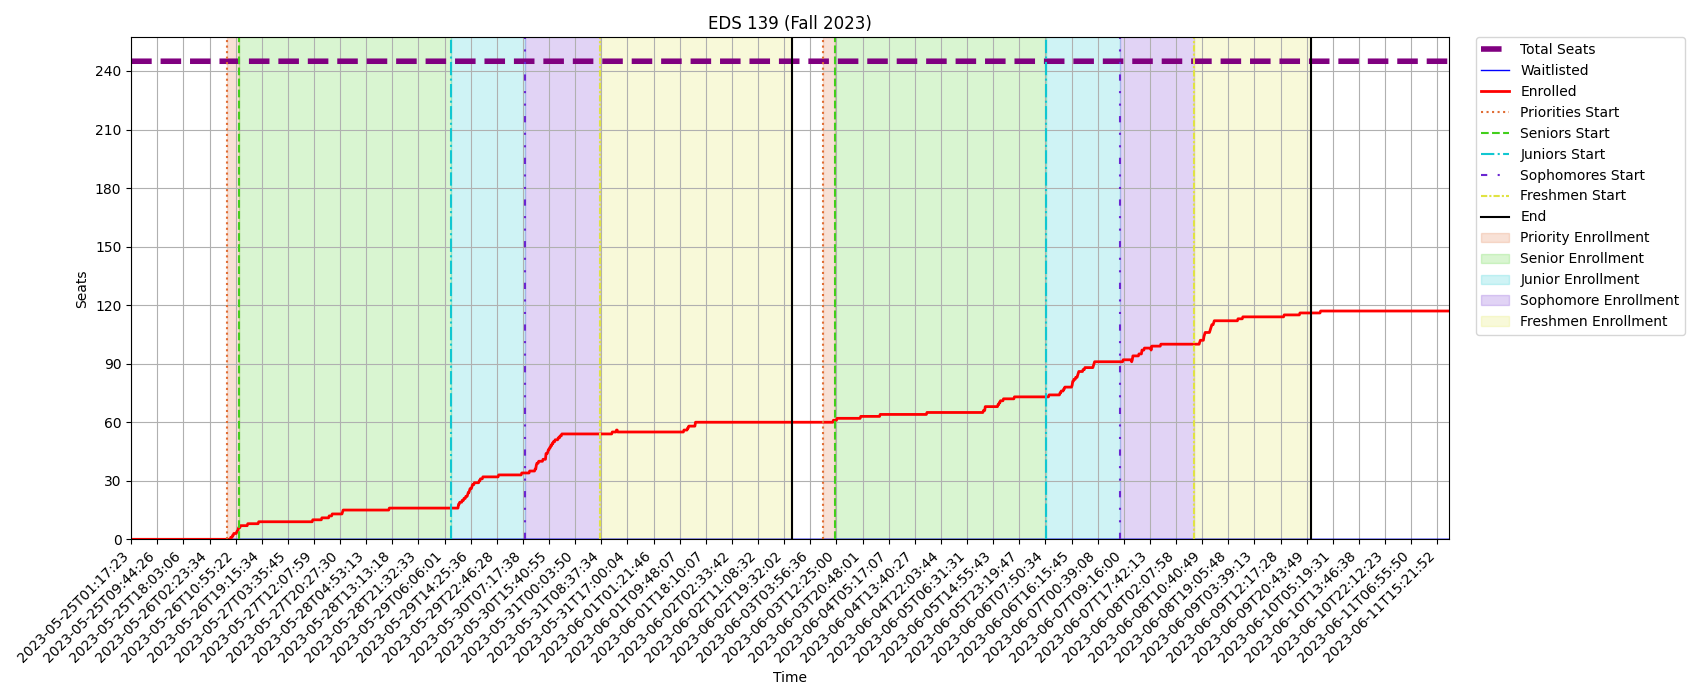 EDS 139 (Fall 2023)
Seats
240
210
180
150
120
90
60
30
0
2023-05-25T01:17:23
2023-05-25T09:44:26
2023-05-25T18:03:06
2023-05-26T02:23:34
2023-05-26T10:55:22
2023-05-26T19:15:34
2023-05-27T03:35:45
2023-05-27T12:07:59
2023-05-27T20:27:30
2023-05-28T04:53:13
2023-05-28T13:13:18
2023-05-28T21:32:33
2023-05-29T06:06:01
2023-05-29T14:25:36
2023-05-29T22:46:28
2023-05-30T07:17:38
2023-05-30T15:40:55
2023-05-31T00:03:50
2023-05-31T08:37:34
2023-05-31T17:00:04
2023-06-01T01:21:46
2023-06-01T09:48:07
2023-06-01T18:10:07
2023-06-02T02:33:42
2023-06-02T11:08:32
2023-06-02T19:32:02
2023-06-03T03:56:36
2023-06-03T12:25:00
2023-06-03T20:48:01
2023-06-04T05:17:07
2023-06-04T13:40:27
2023-06-04T22:03:44
2023-06-05T06:31:31
2023-06-05T14:55:43
2023-06-05T23:19:47
2023-06-06T07:50:34
2023-06-06T16:15:45
2023-06-07T00:39:08
2023-06-07T09:16:00
2023-06-07T17:42:13
2023-06-08T02:07:58
2023-06-08T10:40:49
2023-06-08T19:05:48
2023-06-09T03:39:13
2023-06-09T12:17:28
2023-06-09T20:43:49
2023-06-10T05:19:31
2023-06-10T13:46:38
2023-06-10T22:12:23
2023-06-11T06:55:50
2023-06-11T15:21:52
Time
Total Seats
Waitlisted
Enrolled
Priorities Start
Seniors Start
Juniors Start
Sophomores Start
Freshmen Start
End
Priority Enrollment
Senior Enrollment
Junior Enrollment
Sophomore Enrollment
Freshmen Enrollment